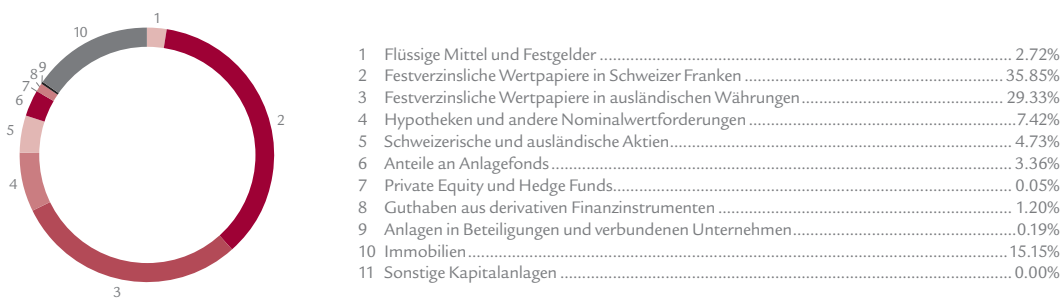 1
2
3
4
5
6
7
8
9
10
1 Flüssige Mittel und Festgelder 2.72%
2 Festverzinsliche Wertpapiere in Schweizer Franken 35.85%
3 Festverzinsliche Wertpapiere in ausländischen Währungen 29.33%
4 Hypotheken und andere Nominalwertforderungen 7.42%
5 Schweizerische und ausländische Aktien 4.73%
6 Anteile an Anlagefonds 3.36%
7 Private Equity und Hedge Funds 0.05%
8 Guthaben aus derivativen Finanzinstrumenten 1.20%
9 Anlagen in Beteiligungen und verbundenen Unternehmen 0.19%
10 Immobilien 15.15%
11 Sonstige Kapitalanlagen 0.00%